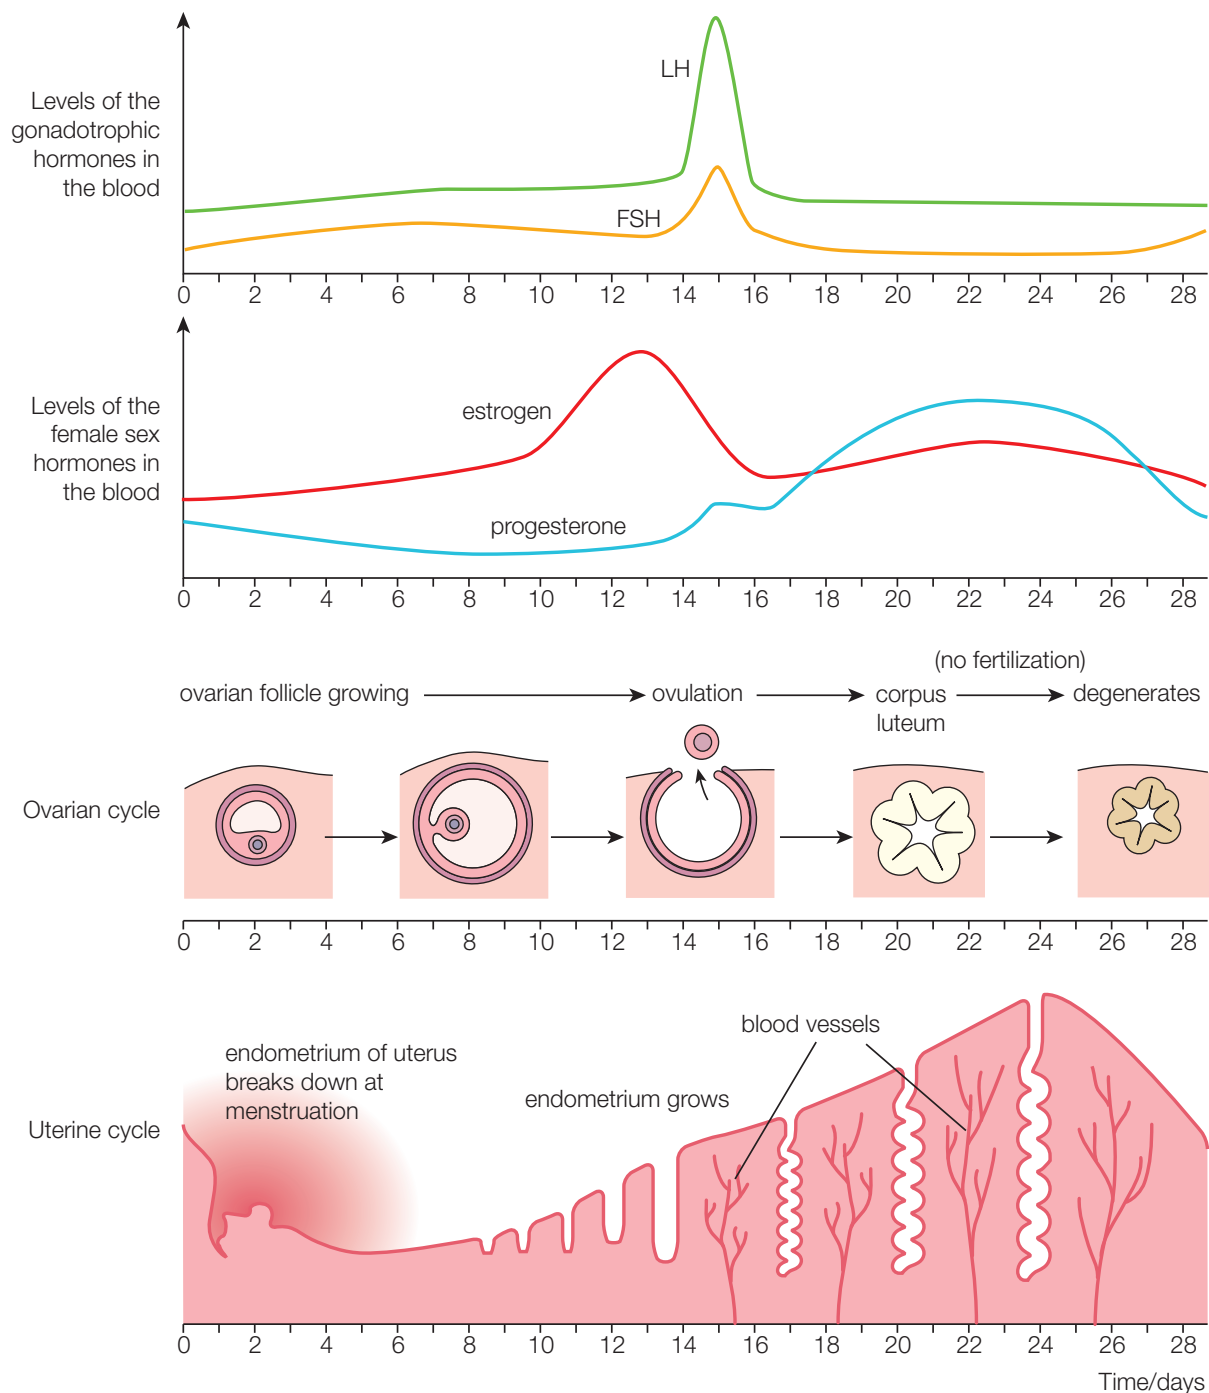 Levels of the
gonadotrophic
hormones in
the blood
LH
FSH
0 2 4 6 8 10 12 14 16 18 20 22 24 26 28
Levels of the
female sex
hormones in
the blood
estrogen
progesterone
0 2 4 6 8 10 12 14 16 18 20 22 24 26 28
(no fertilization)
ovarian follicle growing ovulation corpus degenerates
luteum
Ovarian cycle
0 2 4 6 8 10 12 14 16 18 20 22 24 26 28
blood vessels
endometrium of uterus
breaks down at
menstruation
endometrium grows
Uterine cycle
0 2 4 6 8 10 12 14 16 18 20 22 24 26 28
Time/days